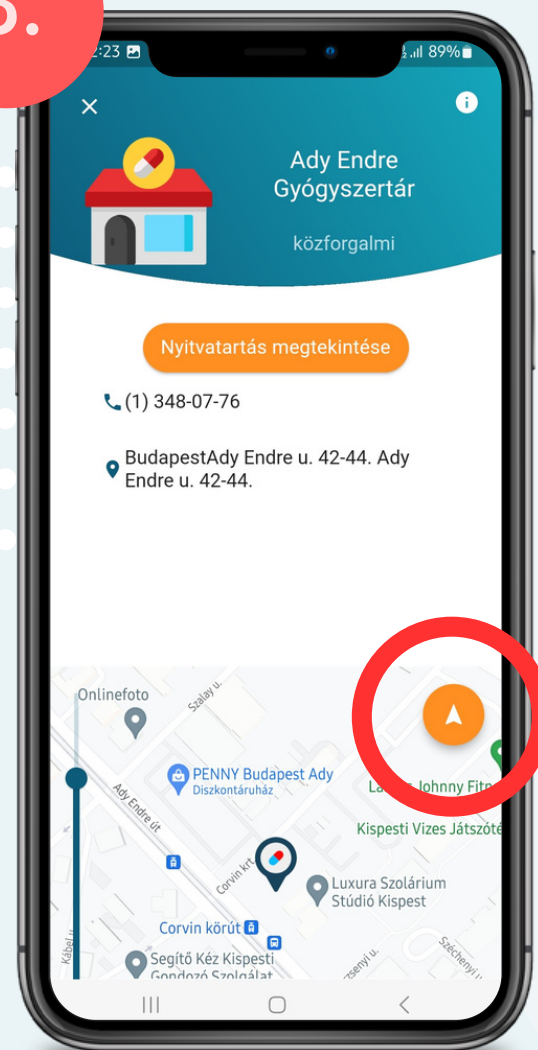 :23
89%
Ady Endre
Gyógyszertár
közforgalmi
Nyitvatartás megtekintése
(1) 348-07-76
BudapestAdy Endre u. 42-44. Ady
Endre u. 42-44.
Onlinefoto
Szalay u.
PENNY Budapest Ady
Diszkontáruház
Ady Endre út
Johnny
Kispesti Vizes
Corvin krt.
Luxura Szolárium
Stúdió Kispest
Corvin körút
Kábel u
Segítő Kéz Kispesti
Gondozó Szolgálat
Széchenyi u.